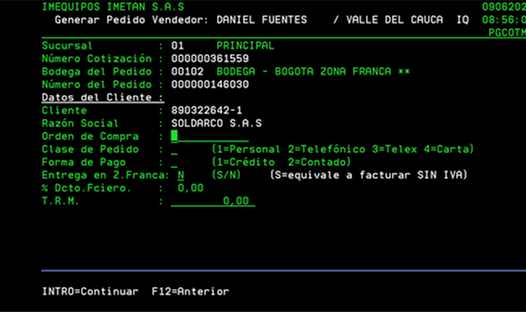 IMEQUIPOS IMETAN S.A.S 0906202
Generar Pedido Vendedor: DANIEL FUENTES / VALLE DEL CAUCA IQ 08:56:0
PGCOTM
Sucursal : 01 PRINCIPAL
Número Cotización : 000000361559
Bodega del Pedido : 00102 BODEGA - BOGOTA ZONA FRANCA **
Número del Pedido : 000000146030
Datos del Cliente :
Cliente : 890322642-1
Razón Social : SOLDARCO S.A.S
Orden de Compra :
Clase de Pedido : _ (1=Personal 2=Telefónico 3=Telex 4=Carta)
Forma de Pago : _ (1=Crédito 2=Contado)
Entrega en Z.Franca: N (S/N) (S=equivale a facturar SIN IVA)
% Dcto.Fciero. : 0,00
T.R.M. : 0,00
INTRO=Continuar F12=Anterior